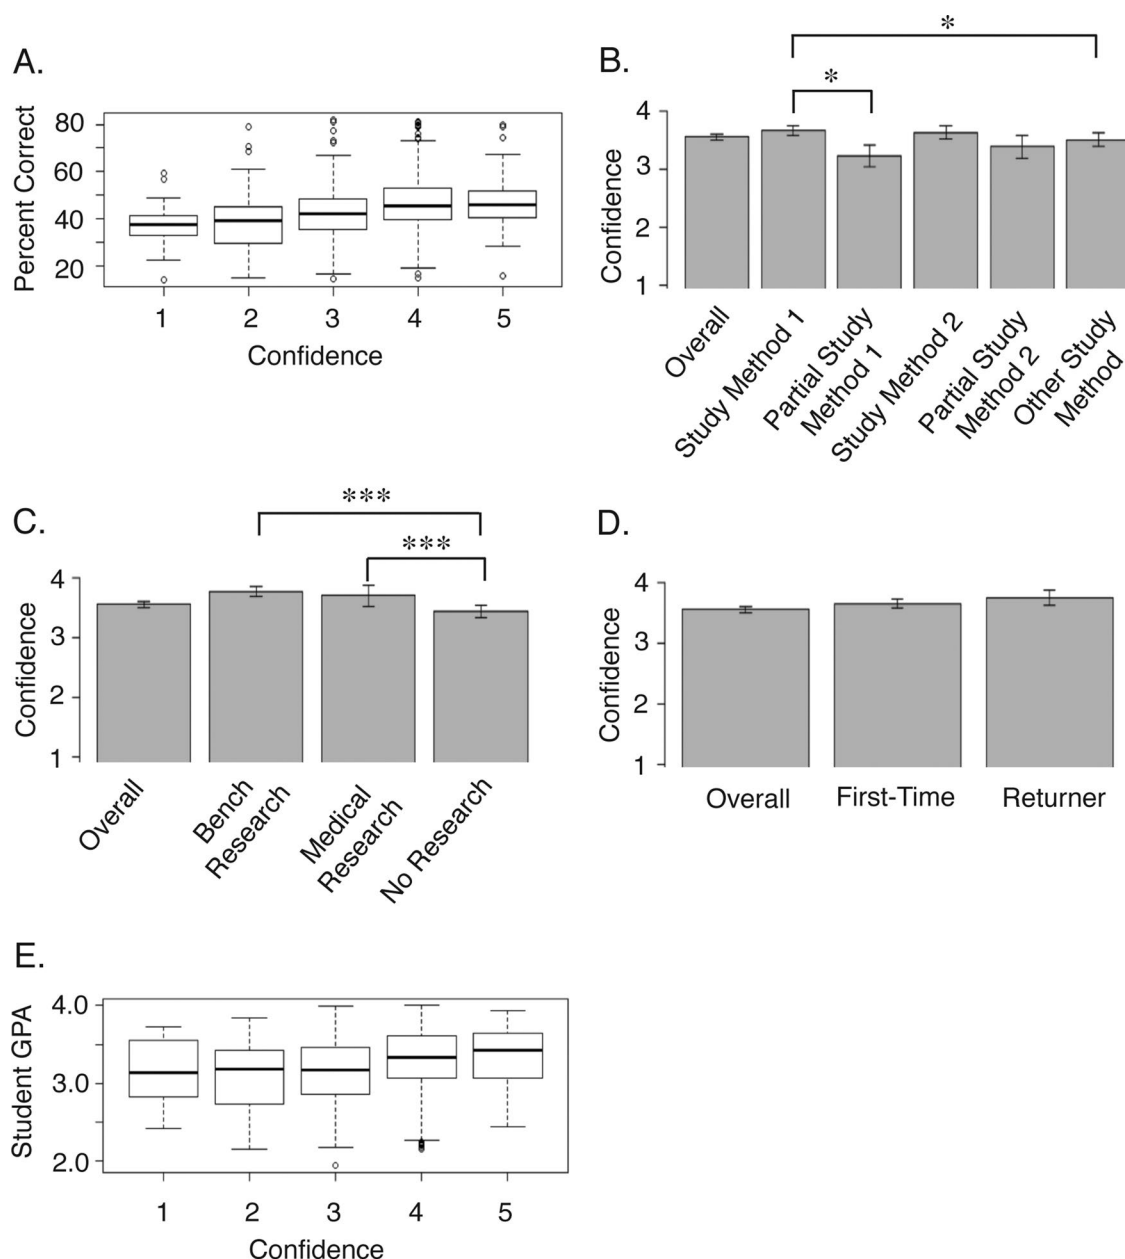 A.
Percent Correct
80
60
40
20
1 2 3 4 5
Confidence
B.
*
*
Confidence
4
3
2
1
Overall
Study Method 1
Partial Study
Method 1
Study Method 2
Partial Study
Method 2
Other Study
Method
C.
***
***
Confidence
4
3
2
1
Overall
Bench
Research
Medical
Research
No Research
D.
Confidence
4
3
2
1
Overall First-Time Returner
E.
Student GPA
4.0
3.0
2.0
1 2 3 4 5
Confidence